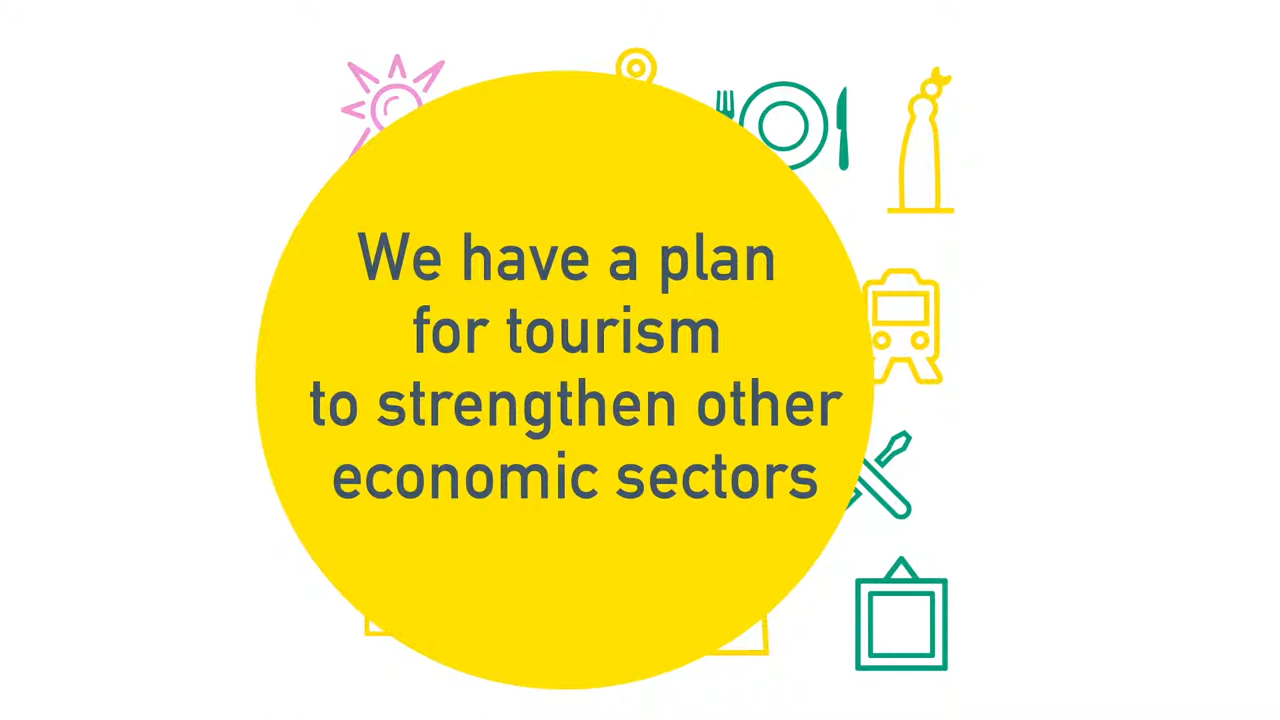 We have a plan
for tourism
to strengthen other
economic sectors